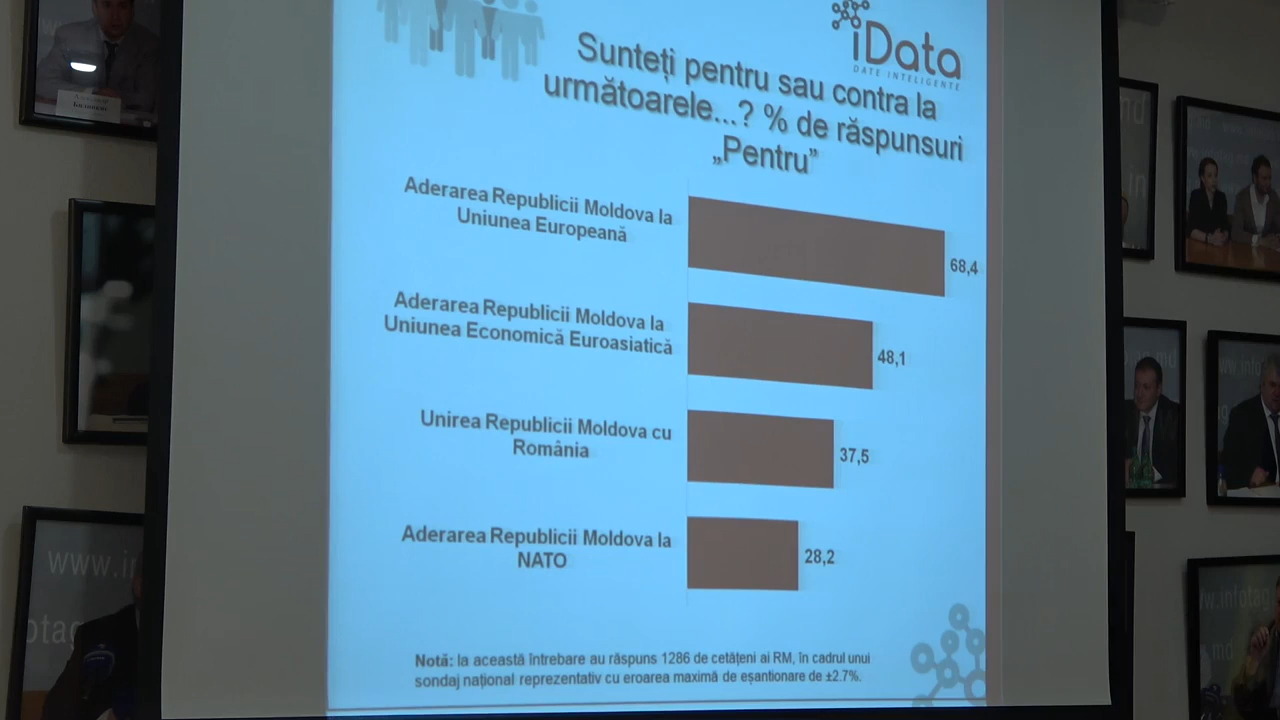 iData
DATE INTELIGENTE
Sunteți pentru sau contra la
următoarele...? % de răspunsuri
„Pentru”
Aderarea Republicii Moldova la
Uniunea Europeană
68,4
Aderarea Republicii Moldova la
Uniunea Economică Euroasiatică
48,1
Unirea Republicii Moldova cu
România
37,5
Aderarea Republicii Moldova la
NATO
28,2
Notă: la această întrebare au răspuns 1286 de cetățeni ai RM, în cadrul unui
sondaj național reprezentativ cu eroarea maximă de eșantionare de ±2.7%.